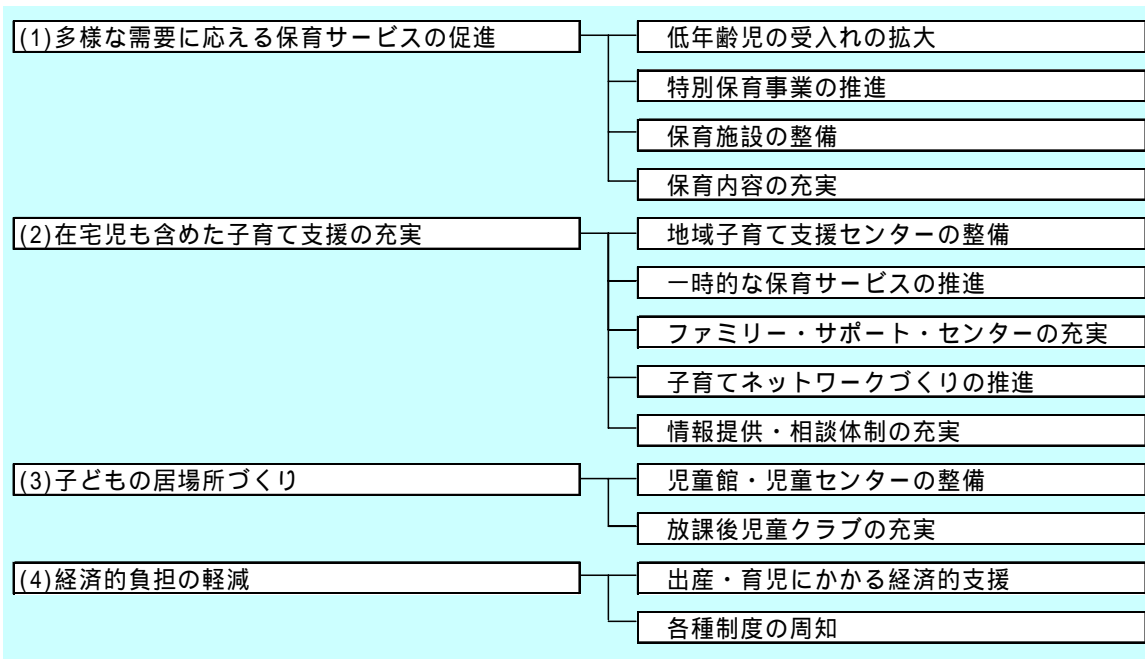 (1)多様な需要に応える保育サービスの促進
低年齢児の受入れの拡大
特別保育事業の推進
保育施設の整備
保育内容の充実
(2)在宅児も含めた子育て支援の充実
地域子育て支援センターの整備
一時的な保育サービスの推進
ファミリー・サポート・センターの充実
子育てネットワークづくりの推進
情報提供・相談体制の充実
(3)子どもの居場所づくり
児童館・児童センターの整備
放課後児童クラブの充実
(4)経済的負担の軽減
出産・育児にかかる経済的支援
各種制度の周知